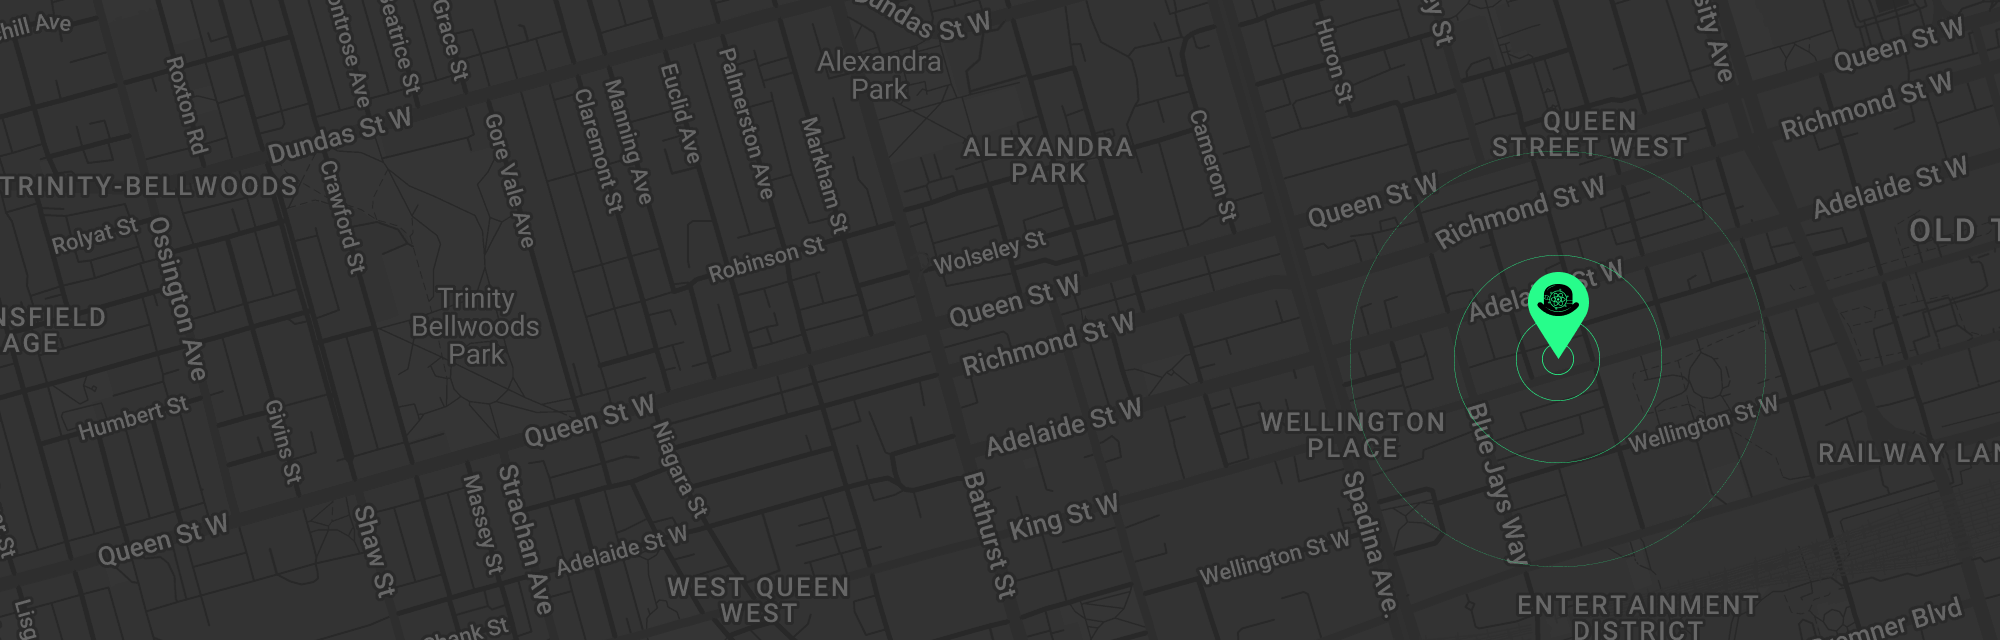 Dundas St W
Grace St
Huron St
Queen St W
Roxton Rd
Alexandra
Park
Richmond St W
Palmerston Ave
Euclid Ave
Manning Ave
Claremont St
Dundas St W
Gore Vale Ave
Markham St
Cameron St
QUEEN
STREET WEST
ALEXANDRA
PARK
TRINITY-BELLWOODS
Crawford St
Queen St W
Richmond St W
Adelaide St W
Rolyat St
Ossington Ave
Robinson St
Wolseley St
OLD
Trinity
Bellwoods
Park
Queen St W
Richmond St W
St W
Humbert St
Givins St
Queen St W
Niagara St
Adelaide St W
WELLINGTON
PLACE
Blue Jays Way
Wellington St W
RAILWAY
Queen St W
Shaw St
Massey St
Strachan Ave
Adelaide St W
Bathurst St
King St W
Wellington St W
Spadina Ave.
WEST QUEEN
WEST
ENTERTAINMENT
DISTRICT
Blvd